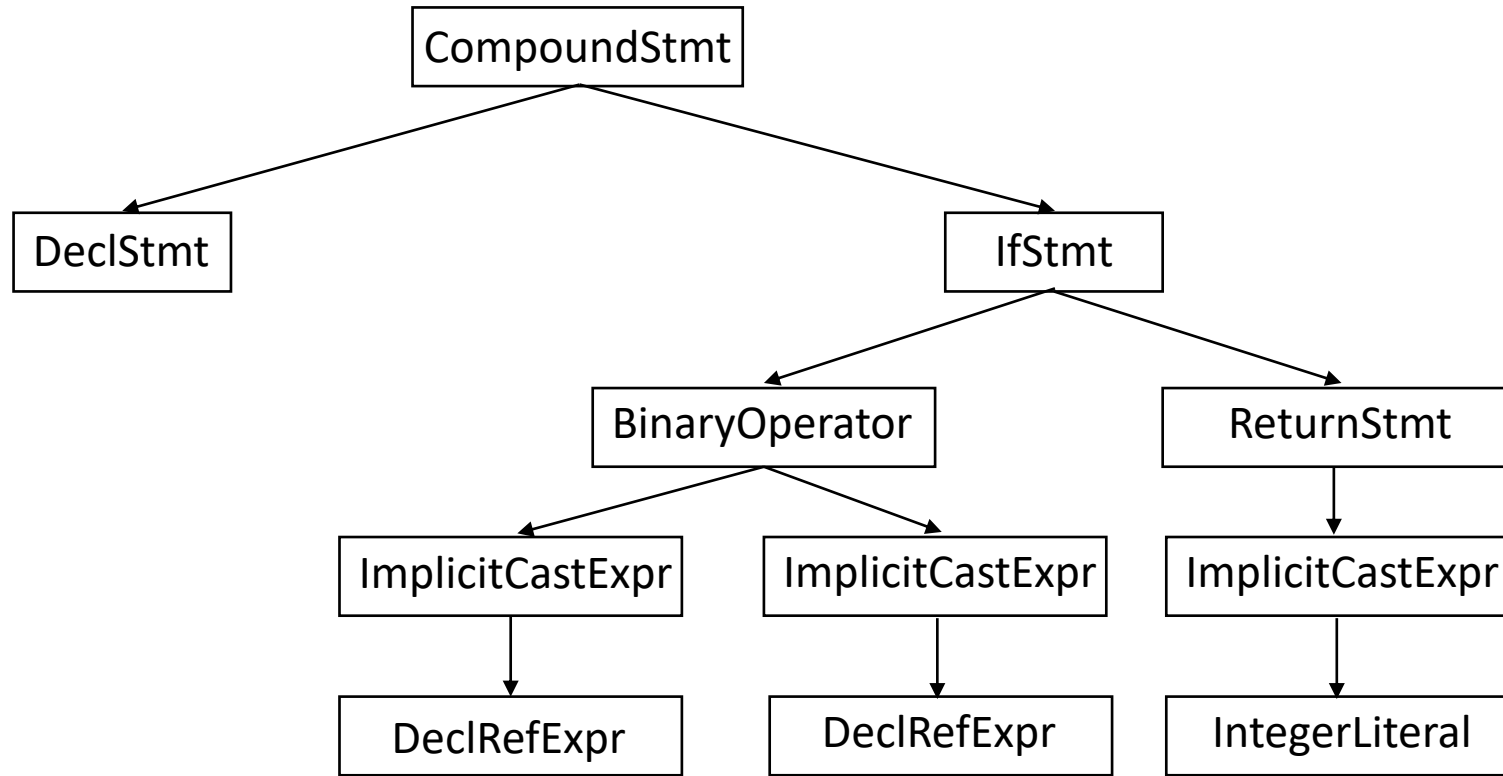 CompoundStmt
DeclStmt
IfStmt
BinaryOperator
ReturnStmt
ImplicitCastExpr
ImplicitCastExpr
ImplicitCastExpr
DeclRefExpr
DeclRefExpr
IntegerLiteral